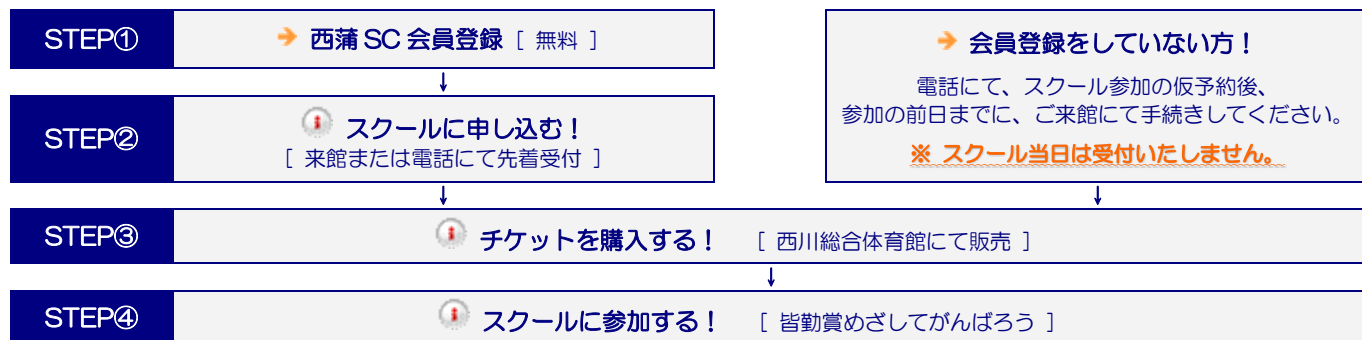 STEP①
西蒲 SC 会員登録 [ 無料 ]
STEP②
スクールに申し込む！
[ 来館または電話にて先着受付 ]
会員登録をしていない方！
電話にて、スクール参加の仮予約後、
参加の前日までに、ご来館にて手続きしてください。
※ スクール当日は受付いたしません。
STEP③
チケットを購入する！ [ 西川総合体育館にて販売 ]
STEP④
スクールに参加する！ [ 皆勤賞めざしてがんばろう ]